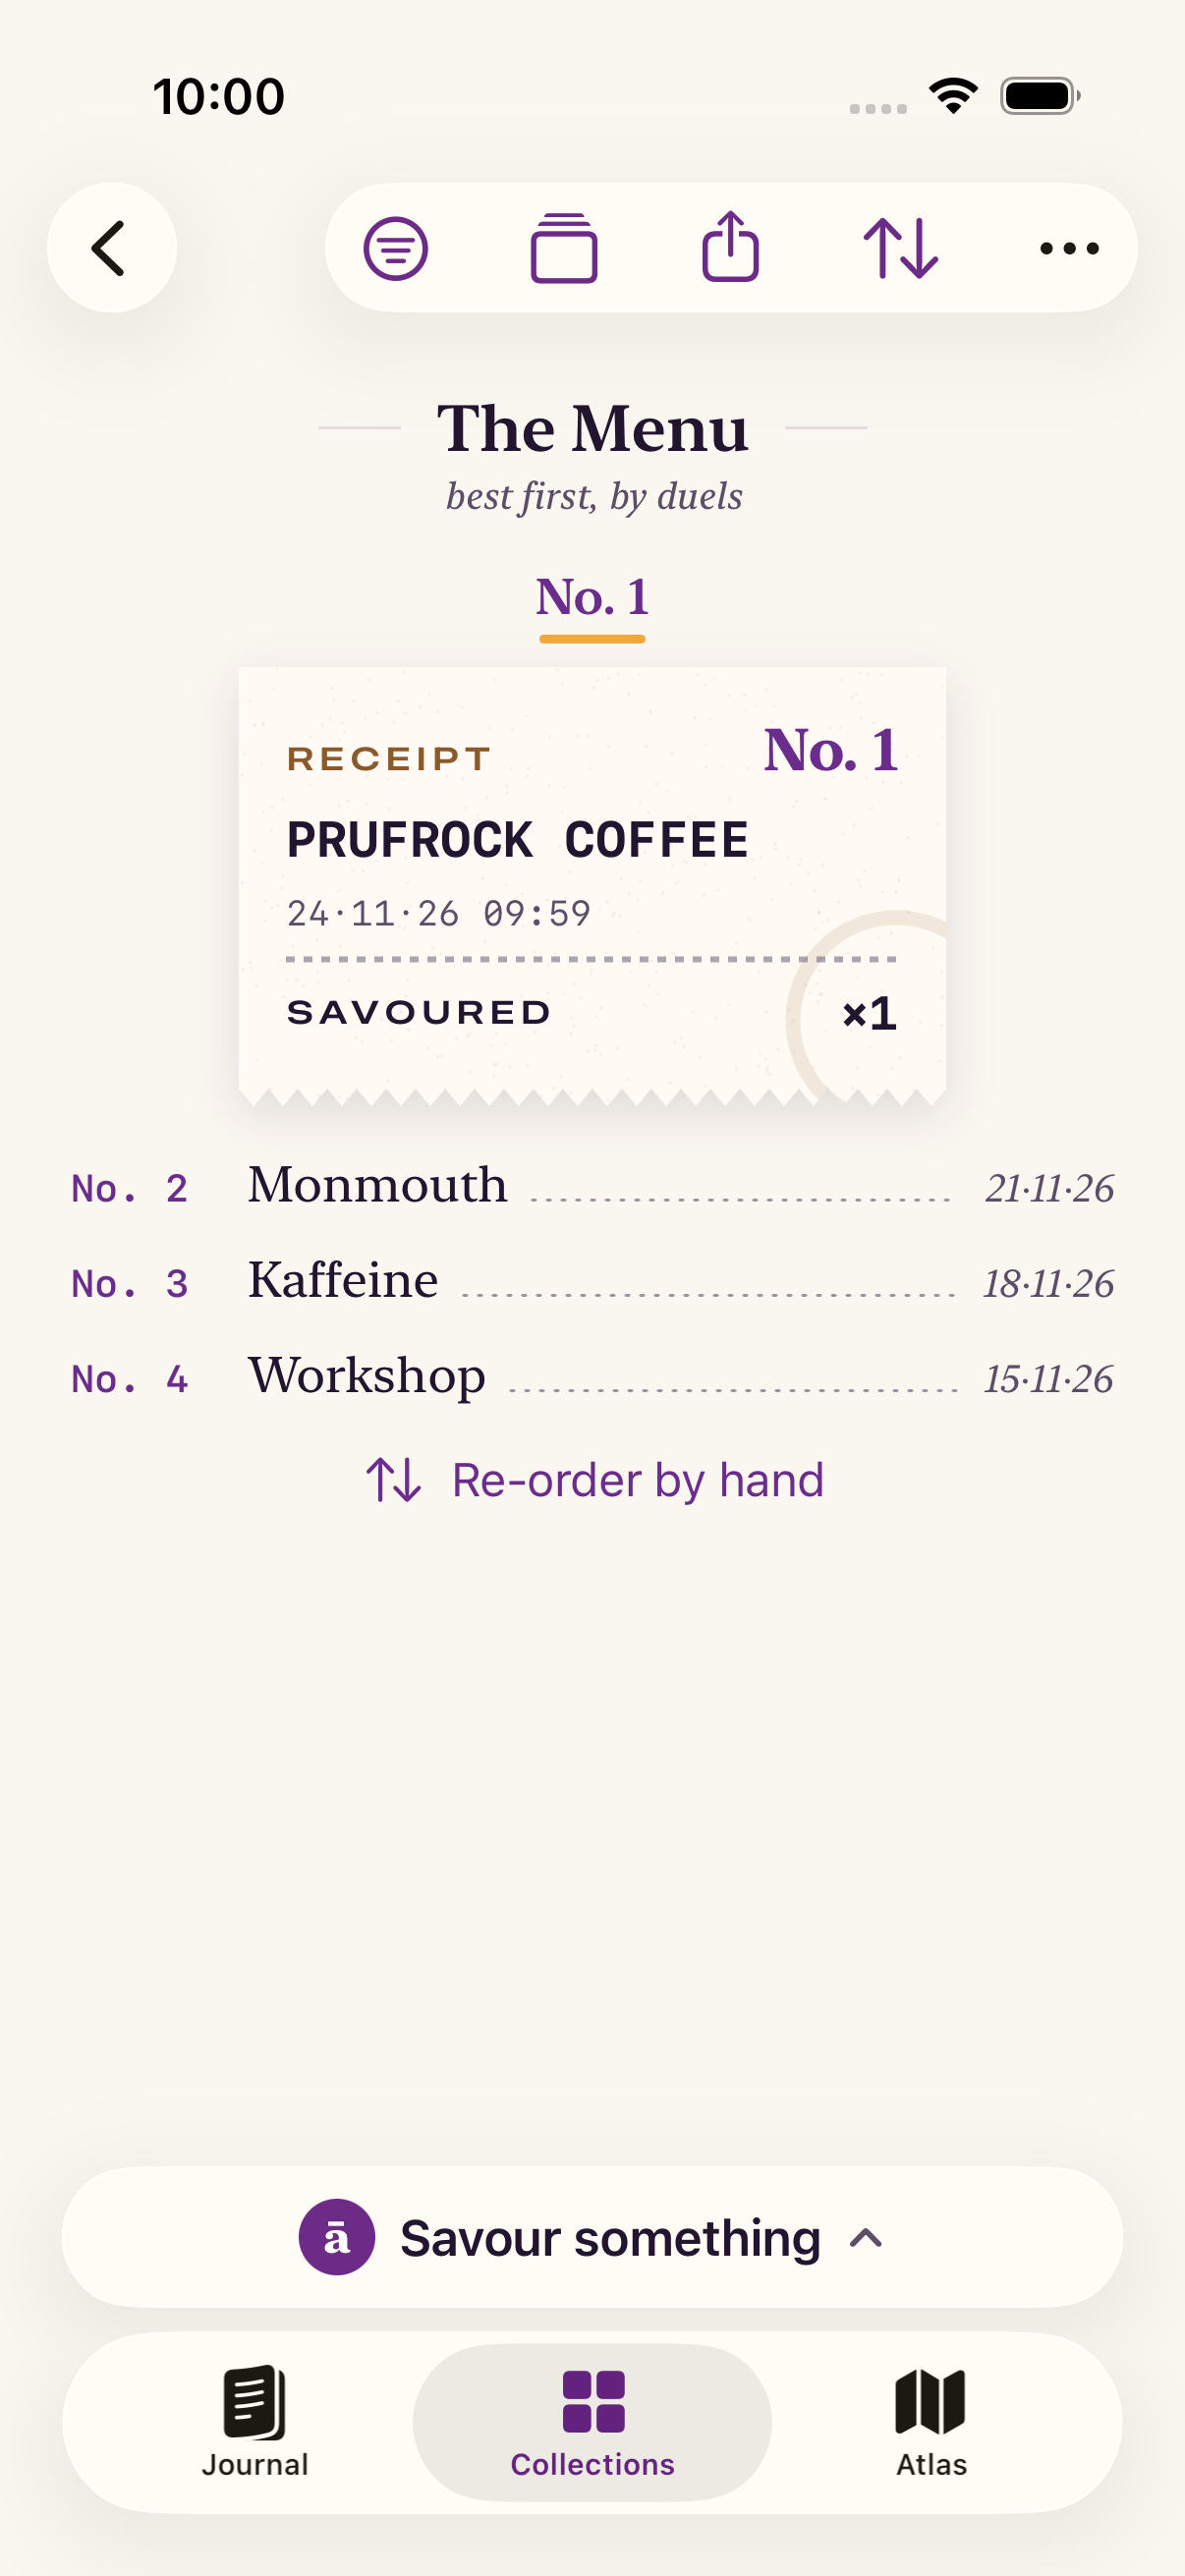 10:00
The Menu
best first, by duels
No. 1
RECEIPT No. 1
PRUFROCK COFFEE
24·11·26 09:59
SAVOURED ×1
No. 2 Monmouth 21·11·26
No. 3 Kaffeine 18·11·26
No. 4 Workshop 15·11·26
Re-order by hand
ā Savour something
Journal Collections Atlas